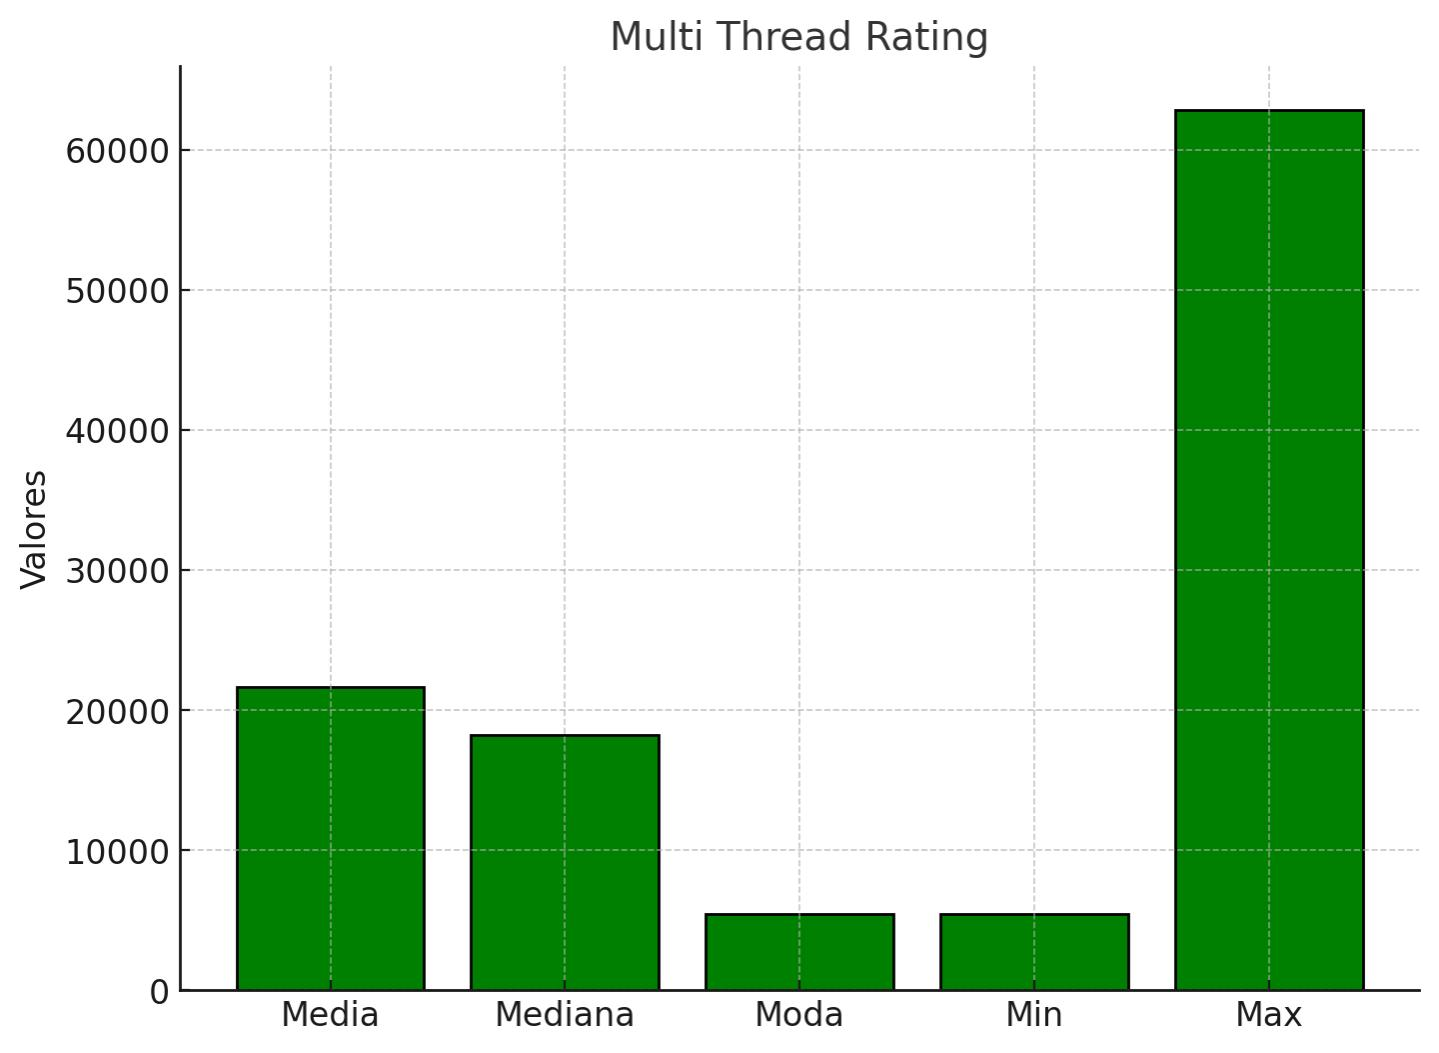 Multi Thread Rating
Valores
60000
50000
40000
30000
20000
10000
0
Media
Mediana
Moda
Min
Max